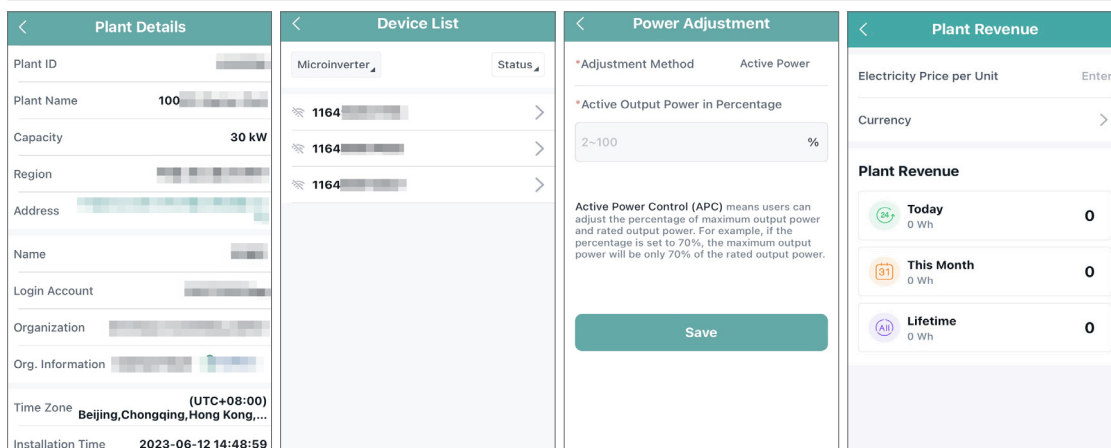 Plant Details
Plant ID
Plant Name 100
Capacity 30 kW
Region
Address
Name
Login Account
Organization
Org. Information
Time Zone (UTC+08:00)
Beijing,Chongqing,Hong Kong,...
Installation Time 2023-06-12 14:48:59
Device List
Microinverter Status
1164
1164
1164
Power Adjustment
*Adjustment Method Active Power
*Active Output Power in Percentage
2~100 %
Active Power Control (APC) means users can
adjust the percentage of maximum output power
and rated output power. For example, if the
percentage is set to 70%, the maximum output
power will be only 70% of the rated output power.
Save
Plant Revenue
Electricity Price per Unit Enter
Currency
Plant Revenue
24 Today 0
0 Wh
31 This Month 0
0 Wh
All Lifetime 0
0 Wh